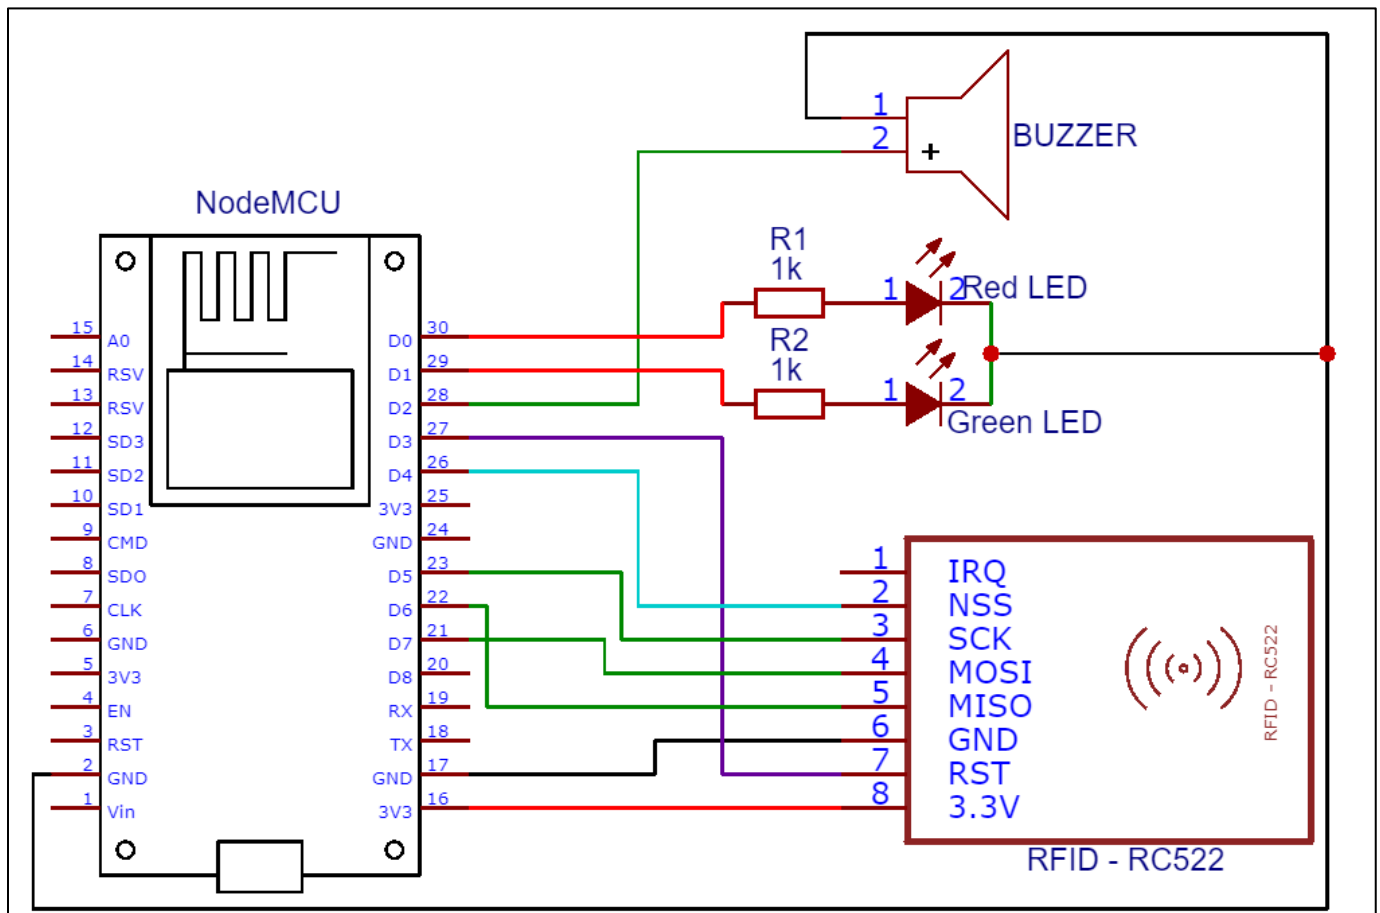 1
2
+
BUZZER
NodeMCU
R1
1k
1
2
Red LED
R2
1k
1
2
Green LED
15 A0
14 RSV
13 RSV
12 SD3
11 SD2
10 SD1
9 CMD
8 SDO
7 CLK
6 GND
5 3V3
4 EN
3 RST
2 GND
1 Vin
D0 30
D1 29
D2 28
D3 27
D4 26
3V3 25
GND 24
D5 23
D6 22
D7 21
D8 20
RX 19
TX 18
GND 17
3V3 16
1 IRQ
2 NSS
3 SCK
4 MOSI
5 MISO
6 GND
7 RST
8 3.3V
RFID - RC522
RFID - RC522